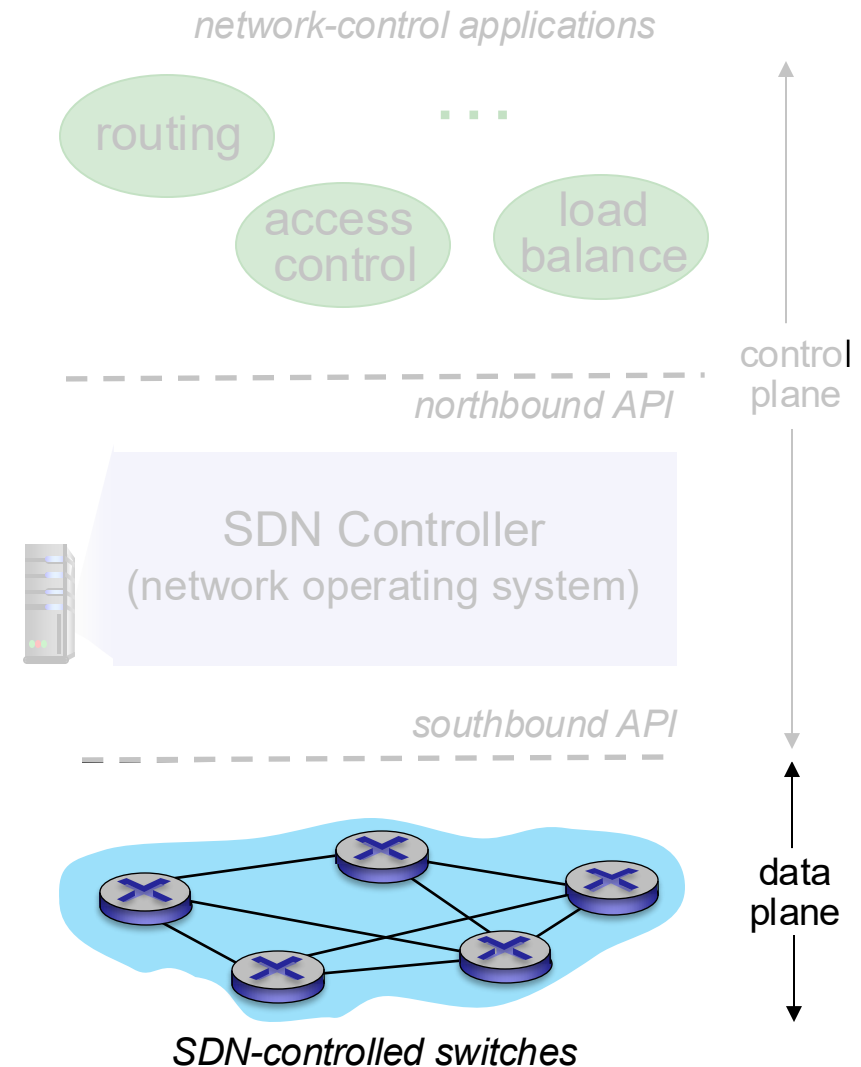 network-control applications
routing
...
access
control
load
balance
control
plane
northbound API
SDN Controller
(network operating system)
southbound API
data
plane
SDN-controlled switches